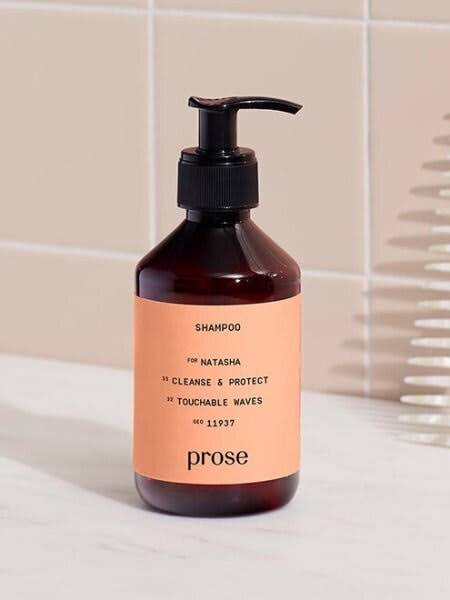 SHAMPOO
FOR NATASHA
33 CLEANSE & PROTECT
32 TOUCHABLE WAVES
GEO 11937
prose